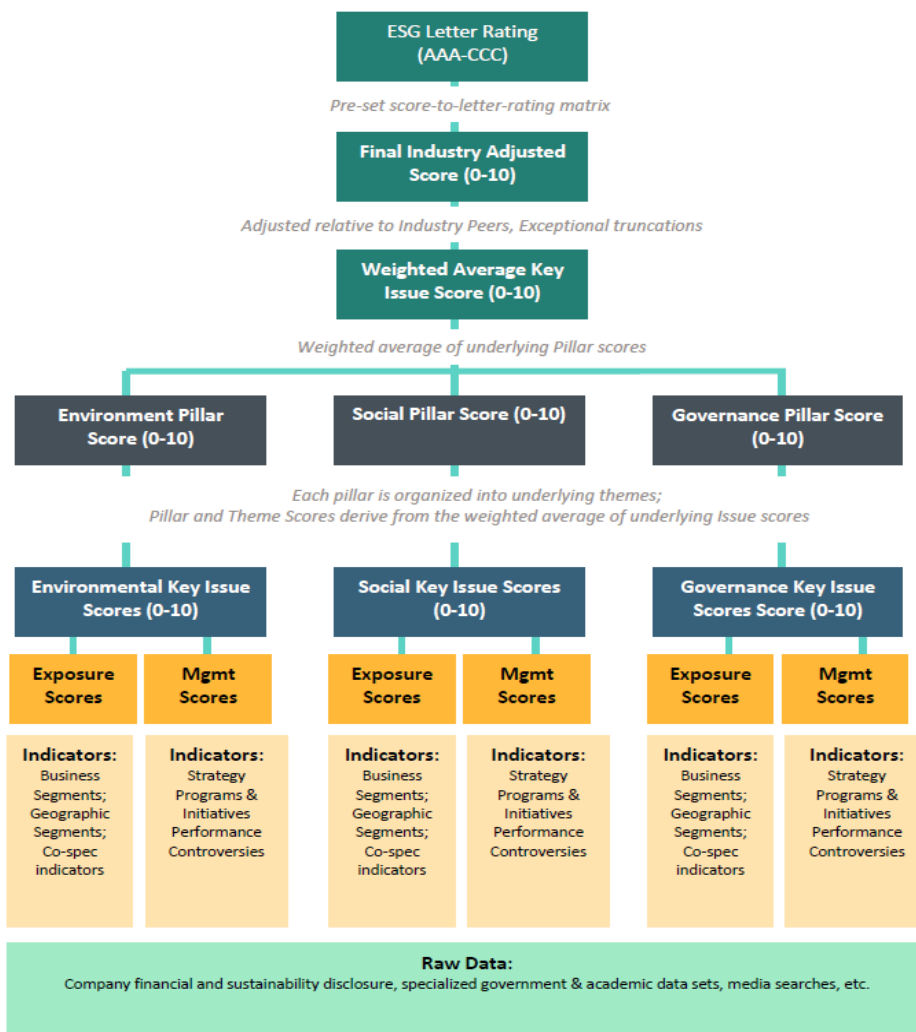 ESG Letter Rating
(AAA-CCC)
Pre-set score-to-letter-rating matrix
Final Industry Adjusted
Score (0-10)
Adjusted relative to Industry Peers, Exceptional truncations
Weighted Average Key
Issue Score (0-10)
Weighted average of underlying Pillar scores
Environment Pillar
Score (0-10)
Social Pillar Score (0-10)
Governance Pillar Score
(0-10)
Each pillar is organized into underlying themes;
Pillar and Theme Scores derive from the weighted average of underlying Issue scores
Environmental Key Issue
Scores (0-10)
Social Key Issue Scores
(0-10)
Governance Key Issue
Scores Score (0-10)
Exposure
Scores
Mgmt
Scores
Exposure
Scores
Mgmt
Scores
Exposure
Scores
Mgmt
Scores
Indicators:
Business
Segments;
Geographic
Segments;
Co-spec
indicators
Indicators:
Strategy
Programs &
Initiatives
Performance
Controversies
Indicators:
Business
Segments;
Geographic
Segments;
Co-spec
indicators
Indicators:
Strategy
Programs &
Initiatives
Performance
Controversies
Indicators:
Business
Segments;
Geographic
Segments;
Co-spec
indicators
Indicators:
Strategy
Programs &
Initiatives
Performance
Controversies
Raw Data:
Company financial and sustainability disclosure, specialized government & academic data sets, media searches, etc.